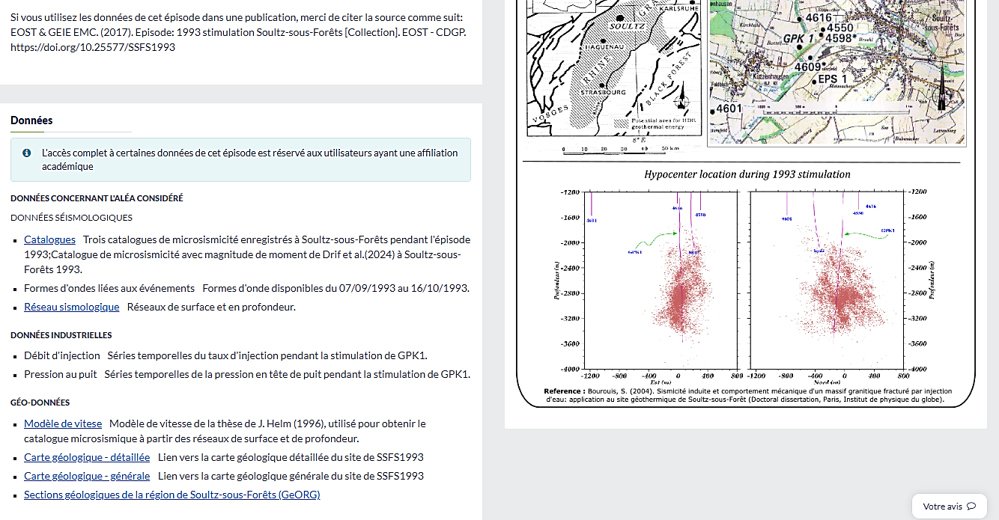 Si vous utilisez les données de cet épisode dans une publication, merci de citer la source comme suit:
EOST & GEIE EMC. (2017). Episode: 1993 stimulation Soultz-sous-Forêts [Collection]. EOST - CDGP.
https://doi.org/10.25577/SSFS1993
Données
L'accès complet à certaines données de cet épisode est réservé aux utilisateurs ayant une affiliation
académique
DONNÉES CONCERNANT L'ALÉA CONSIDÉRÉ
DONNÉES SÉISMOLOGIQUES
Catalogues Trois catalogues de microsismicité enregistrés à Soultz-sous-Forêts pendant l'épisode
1993;Catalogue de microsismicité avec magnitude de moment de Drif et al.(2024) à Soultz-sous-
Forêts 1993.
Formes d'ondes liées aux événements Formes d'onde disponibles du 07/09/1993 au 16/10/1993.
Réseau sismologique Réseaux de surface et en profondeur.
DONNÉES INDUSTRIELLES
Débit d'injection Séries temporelles du taux d'injection pendant la stimulation de GPK1.
Pression au puit Séries temporelles de la pression en tête de puit pendant la stimulation de GPK1.
GÉO-DONNÉES
Modèle de vitese Modèle de vitesse de la thèse de J. Helm (1996), utilisé pour obtenir le
catalogue microsismique à partir des réseaux de surface et de profondeur.
Carte géologique - détaillée Lien vers la carte géologique détaillée du site de SSFS1993
Carte géologique - générale Lien vers la carte géologique générale du site de SSFS1993
Sections géologiques de la région de Soultz-sous-Forêts (GeORG)
KARLSRUHE
SOULTZ
HAGUENAU
RHINE
STRASBOURG
BLACK FOREST
VOSGES
Potential area for HDR
geothermal energy
8° E
0 10 20 30 40 50 km
4616
Soultz-
sous-Forêts
4550
GPK 1
4598*
4609*
Kutzenhausen
EPS 1
4601
Hypocenter location during 1993 stimulation
-1200
-1600
-2000
-2400
-2800
-3200
-3600
-4000
Profondeur (m)
4601
4616
4550
GPK1
-1200 -800 -400 0 400 800
Est (m)
4601
4616
4550
GPK1
-1200 -800 -400 0 400 800
Nord (m)
-1200
-1600
-2000
-2400
-2800
-3200
-3600
-4000
Profondeur (m)
Reference : Bourouis, S. (2004). Sismicité induite et comportement mécanique d'un massif granitique fracturé par injection
d'eau: application au site géothermique de Soultz-sous-Forêt (Doctoral dissertation, Paris, Institut de physique du globe).
Votre avis